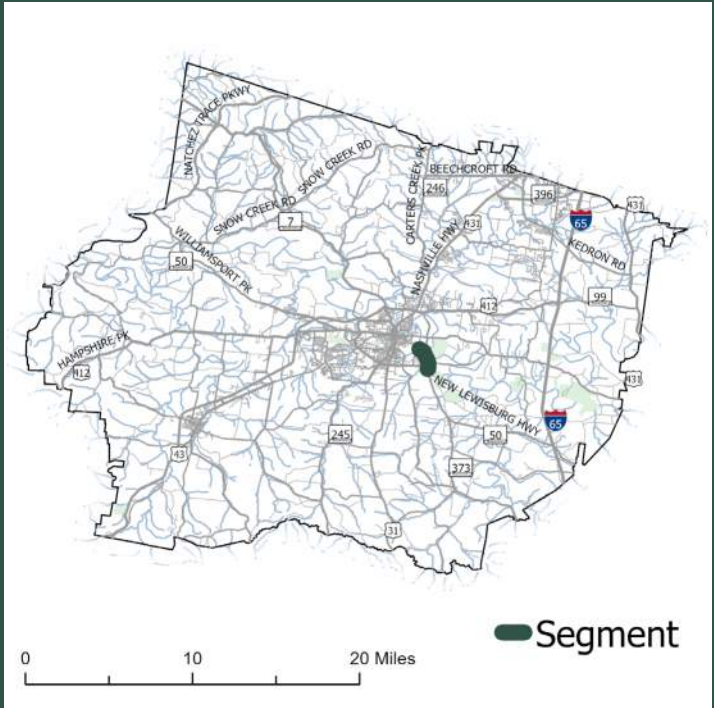 NATCHEZ TRACE PKWY
SNOW CREEK RD
CARTERS CREEK PK
BEECHCROFT RD
246
396
431
65
SNOW CREEK RD
7
NASHVILLE HWY
431
KEDRON RD
WILLIAMSPORT PK
50
99
412
HAMPSHIRE PK
412
431
NEW LEWISBURG HWY
65
245
50
43
373
31
Segment
0 10 20 Miles